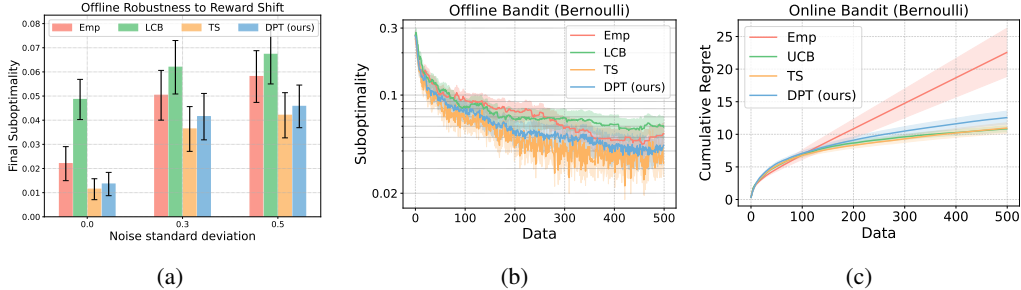 Offline Robustness to Reward Shift
Emp LCB TS DPT (ours)
Final Suboptimality
0.08
0.07
0.06
0.05
0.04
0.03
0.02
0.01
0.00
0.0 0.3 0.5
Noise standard deviation
(a)
Offline Bandit (Bernoulli)
Emp
LCB
TS
DPT (ours)
Suboptimality
0.3
0.1
0.02
0 100 200 300 400 500
Data
(b)
Online Bandit (Bernoulli)
Emp
UCB
TS
DPT (ours)
Cumulative Regret
25
20
15
10
5
0
0 100 200 300 400 500
Data
(c)